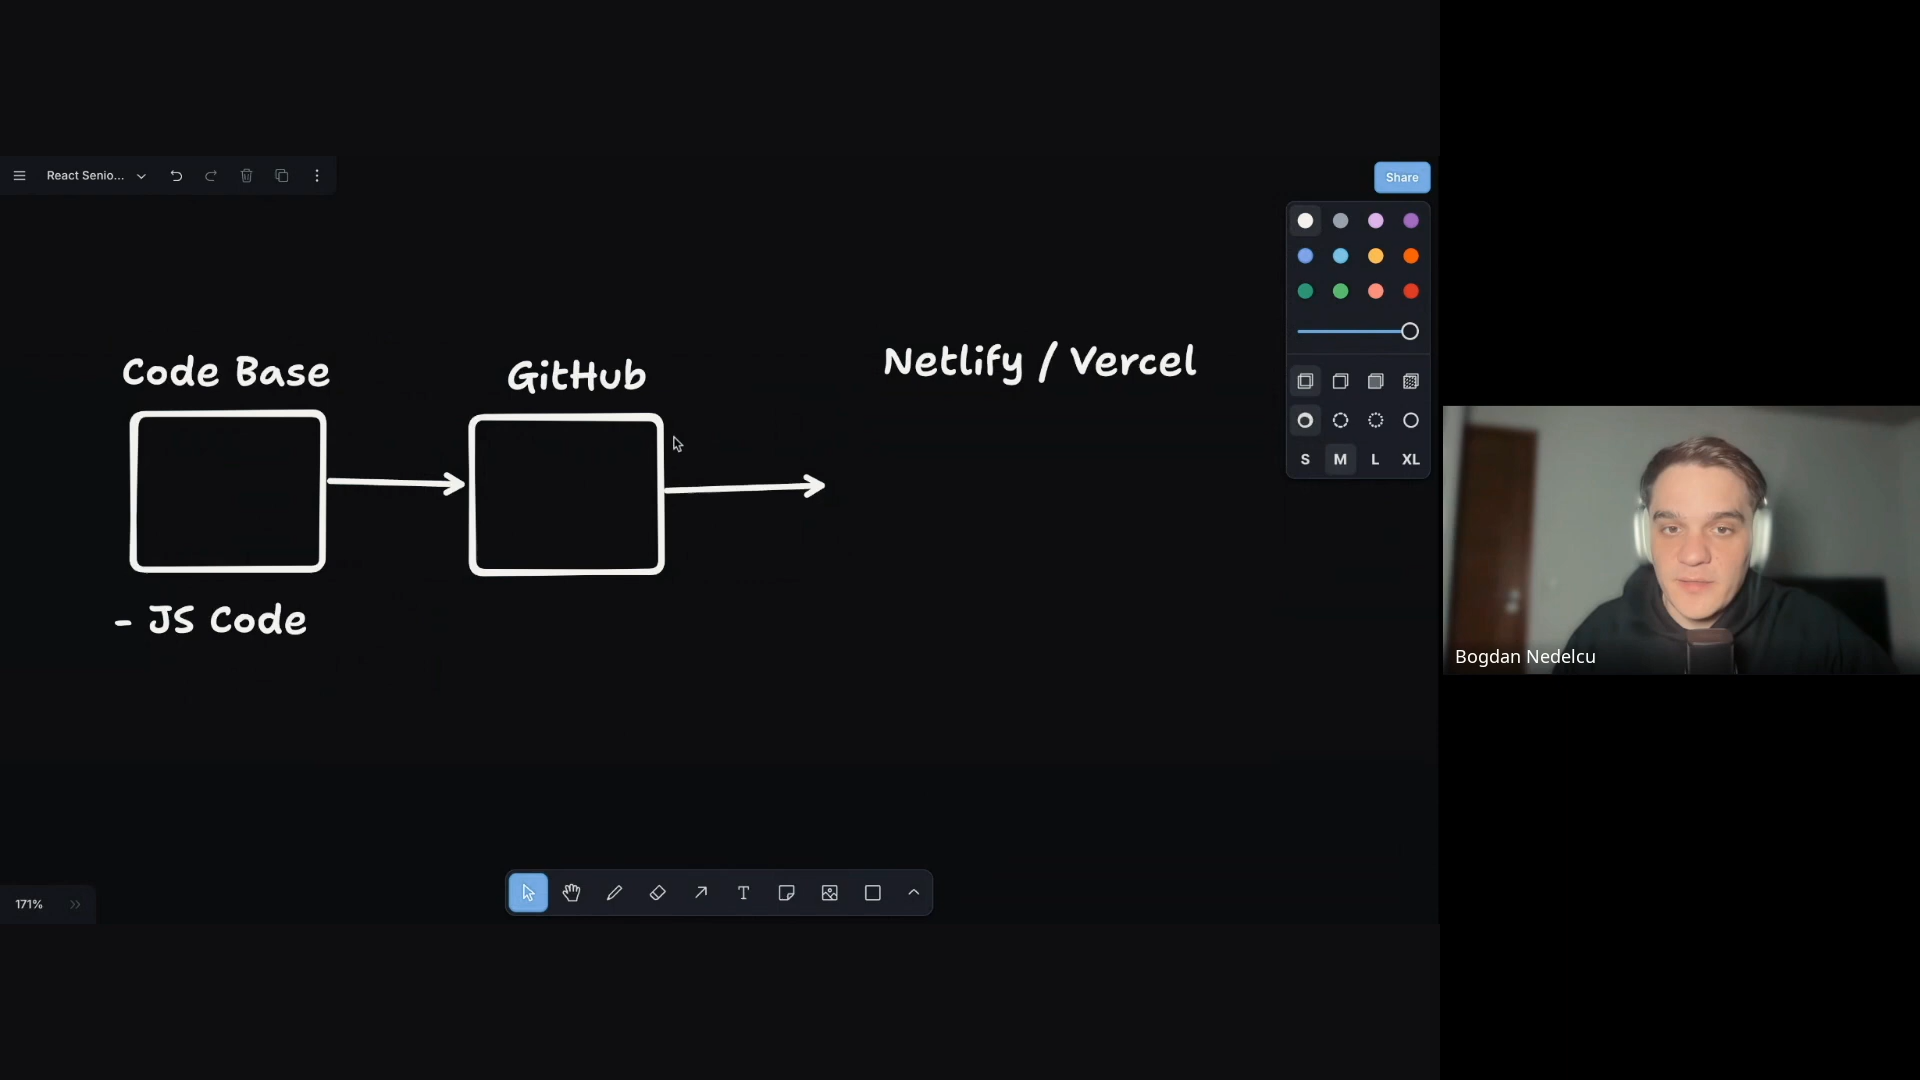 React Senio...
Share
Code Base
GitHub
Netlify / Vercel
S M L XL
- JS Code
Bogdan Nedelcu
T
171%